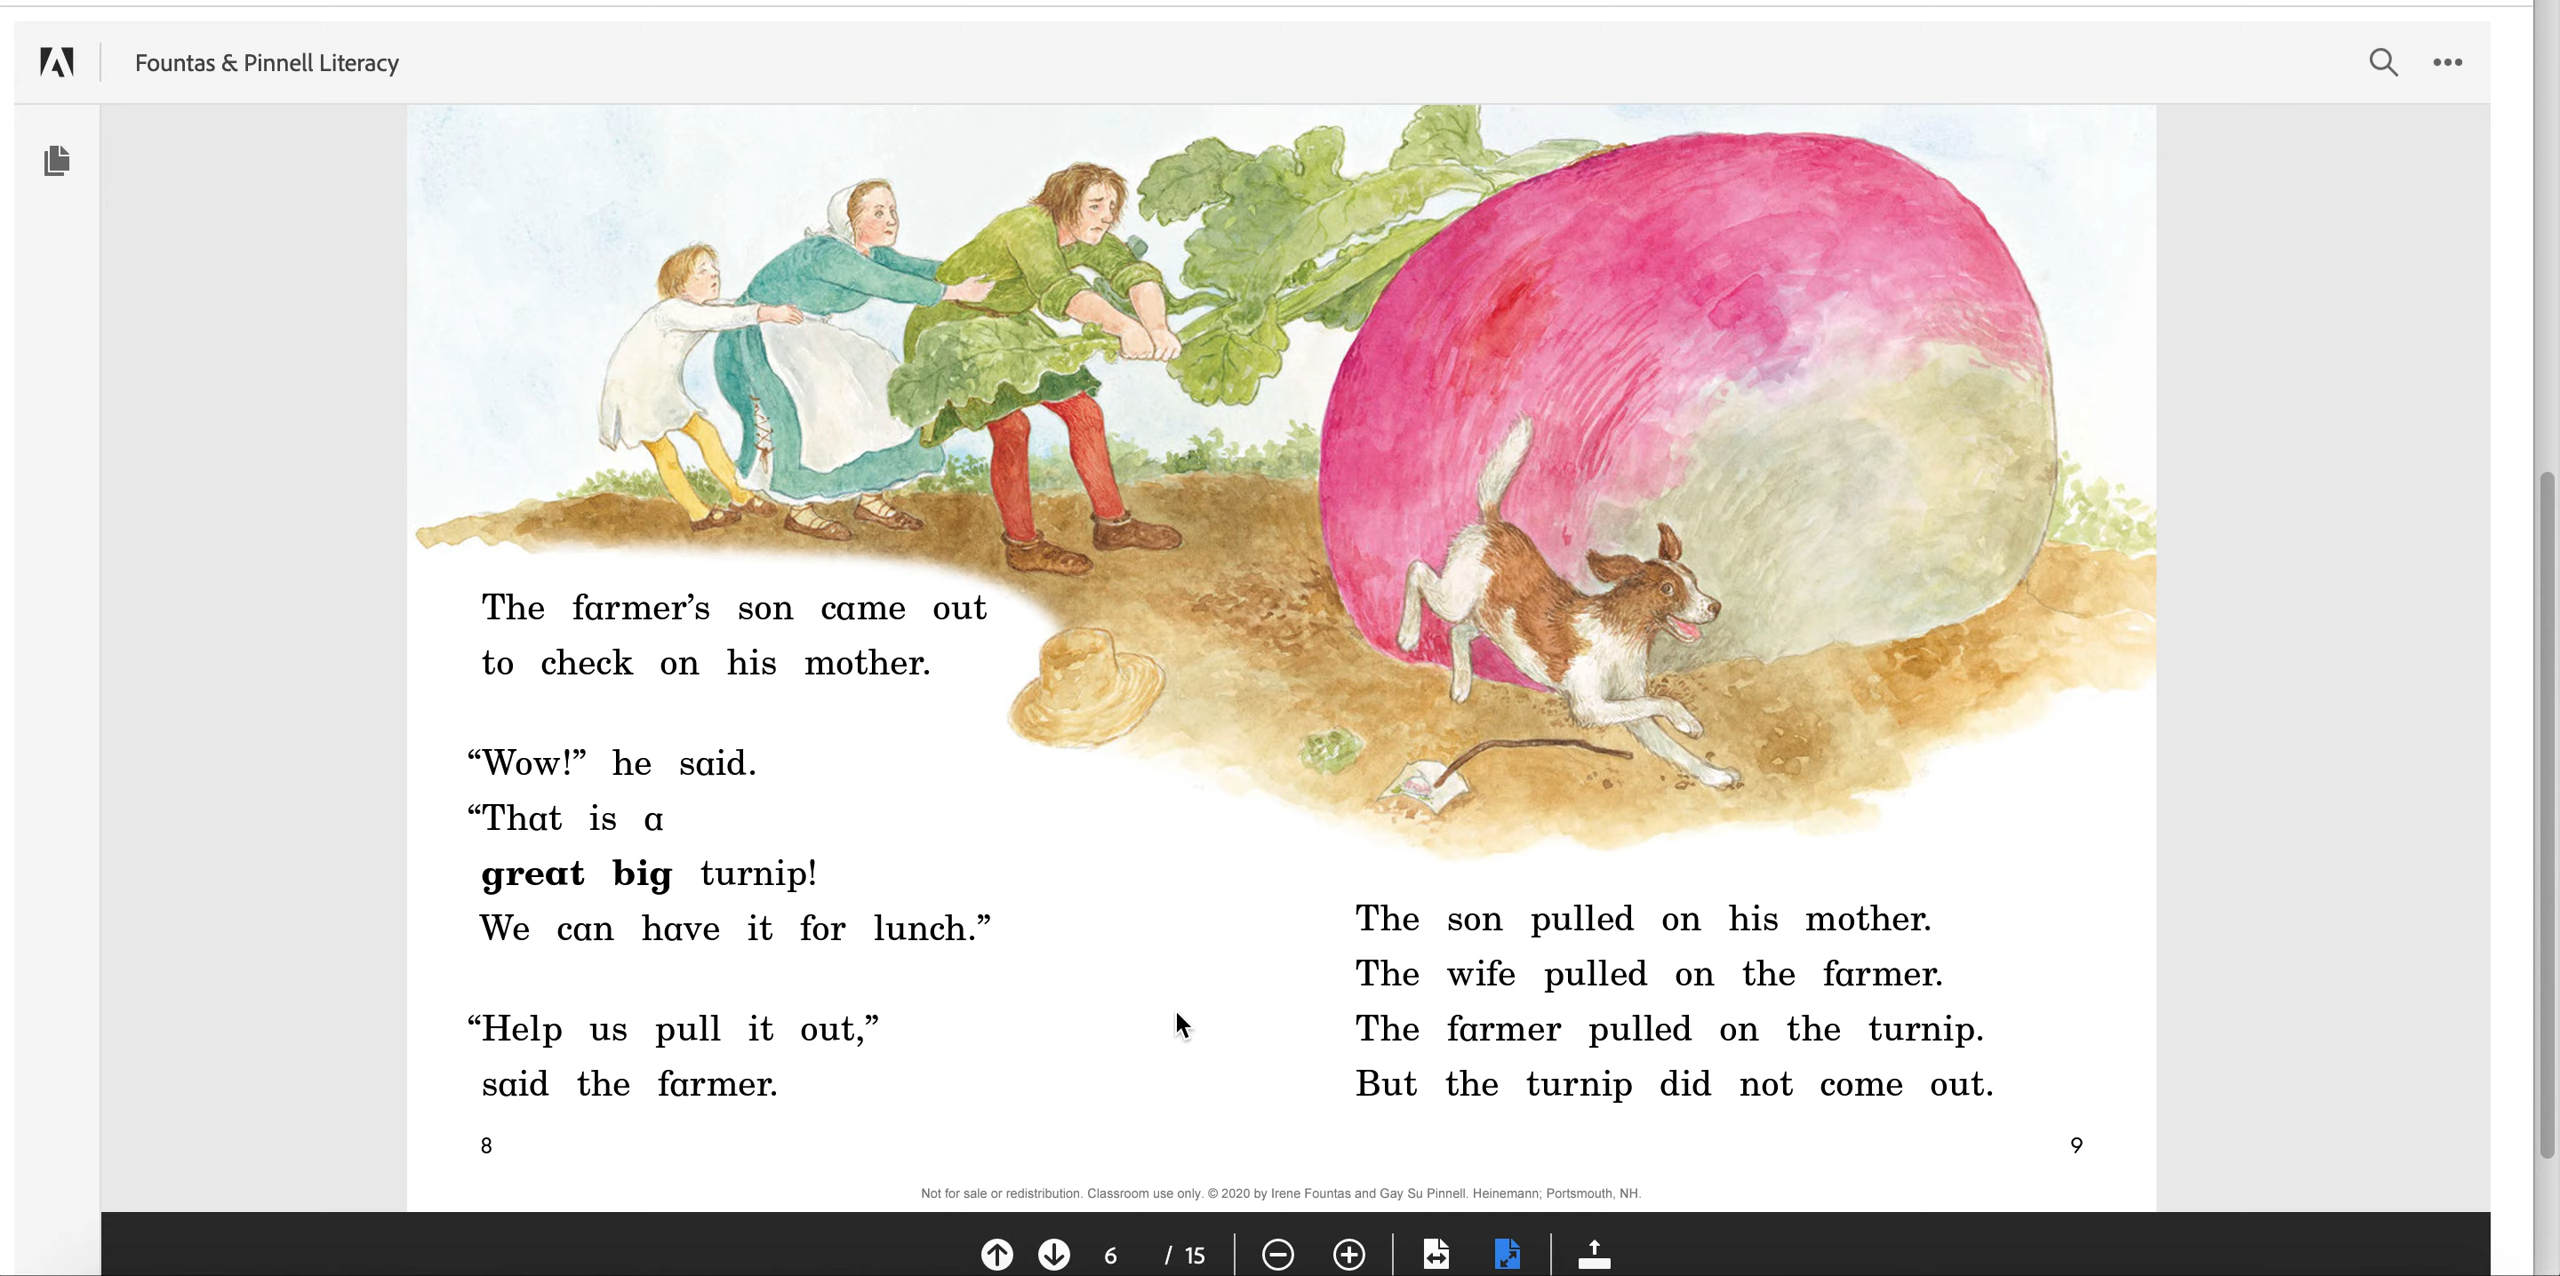 Fountas & Pinnell Literacy
The farmer’s son came out
to check on his mother.
“Wow!” he said.
“That is a
great big turnip!
We can have it for lunch.”
“Help us pull it out,”
said the farmer.
8
The son pulled on his mother.
The wife pulled on the farmer.
The farmer pulled on the turnip.
But the turnip did not come out.
9
Not for sale or redistribution. Classroom use only. © 2020 by Irene Fountas and Gay Su Pinnell. Heinemann; Portsmouth, NH.
6 / 15